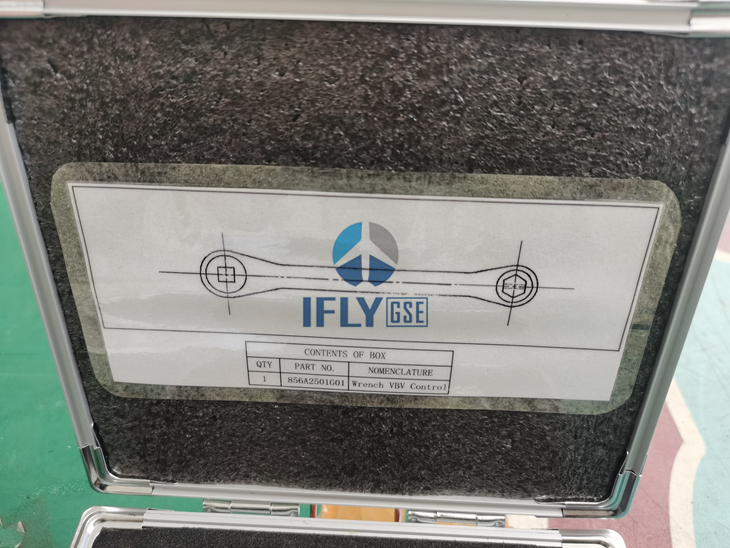 IFLY GSE
CONTENTS OF BOX
QTY PART NO. NOMENCLATURE
1 856A2501G01 Wrench VBV Control